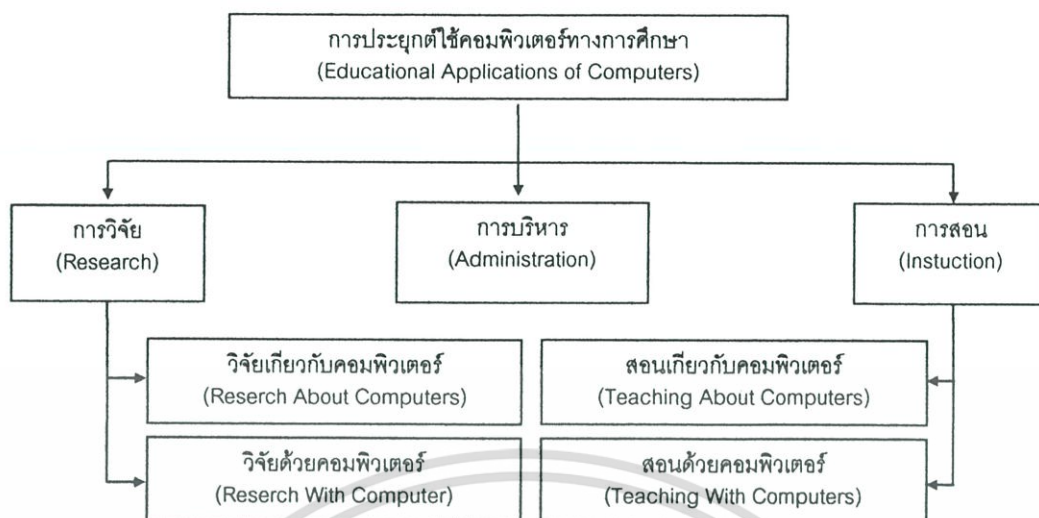 การประยุกต์ใช้คอมพิวเตอร์ทางการศึกษา
(Educational Applications of Computers)
การวิจัย
(Research)
การบริหาร
(Administration)
การสอน
(Instuction)
วิจัยเกี่ยวกับคอมพิวเตอร์
(Reserch About Computers)
สอนเกี่ยวกับคอมพิวเตอร์
(Teaching About Computers)
วิจัยด้วยคอมพิวเตอร์
(Reserch With Computer)
สอนด้วยคอมพิวเตอร์
(Teaching With Computers)